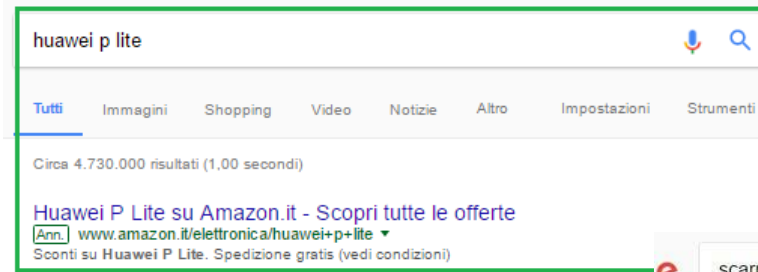 huawei p lite
Tutti Immagini Shopping Video Notizie Altro Impostazioni Strumenti
Circa 4.730.000 risultati (1,00 secondi)
Huawei P Lite su Amazon.it - Scopri tutte le offerte
Ann. www.amazon.it/elettronica/huawei+p+lite
Sconti su Huawei P Lite. Spedizione gratis (vedi condizioni)